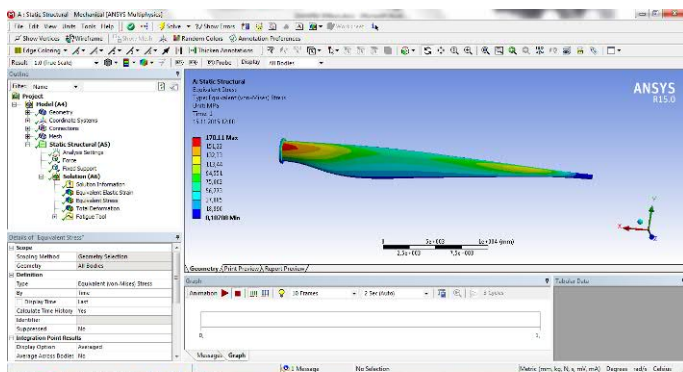 A : Static Structural - Mechanical [ANSYS Multiphysics]
File Edit View Units Tools Help Solve Show Errors
Show Vertices Wireframe Random Colors Annotation Preferences
Edge Coloring Thicken Annotations
Result 1.0 (True Scale) Probe Display All Bodies
Outline
Filter: Name
Project
Model (A4)
Geometry
Coordinate Systems
Connections
Mesh
Static Structural (A5)
Analysis Settings
Force
Fixed Support
Solution (A6)
Solution Information
Equivalent Elastic Strain
Equivalent Stress
Total Deformation
Fatigue Tool
A: Static Structural
Equivalent Stress
Type: Equivalent (von-Mises) Stress
Unit: MPa
Time: 1
170,11 Max
Min
ANSYS
R15.0
(mm)
Geometry Print Preview Report Preview
Details of "Equivalent Stress"
Scope
Scoping Method Geometry Selection
Geometry All Bodies
Definition
Type Equivalent (von-Mises) Stress
By Time
Display Time Last
Calculate Time History Yes
Identifier
Suppressed No
Integration Point Results
Display Option Averaged
Average Across Bodies No
Graph
Animation 10 Frames 2 Sec (Auto) 3 Cycles
Tabular Data
Messages Graph
1 Message No Selection Metric (mm, kg, N, s, mV, mA) Degrees rad/s Celsius